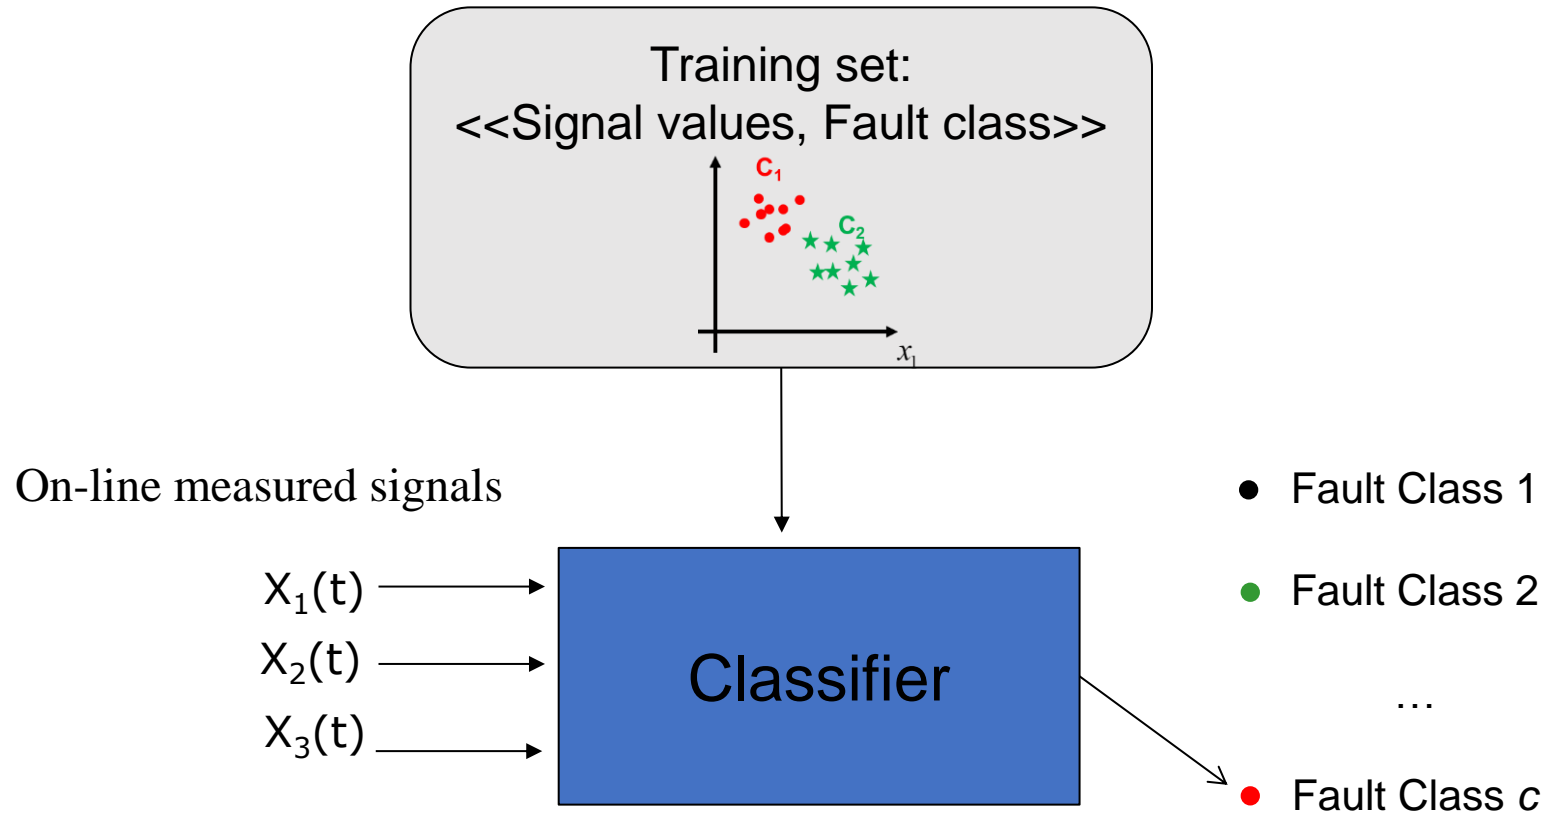 Training set:
<<Signal values, Fault class>>
C₁
C₂
x₁
On-line measured signals
X₁(t)
X₂(t)
X₃(t)
Classifier
● Fault Class 1
● Fault Class 2
...
● Fault Class c